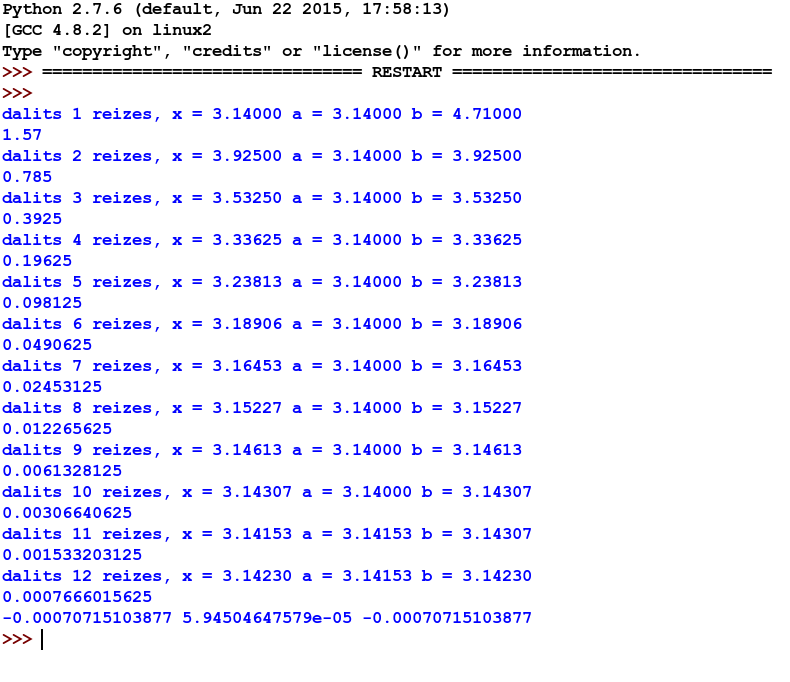 Python 2.7.6 (default, Jun 22 2015, 17:58:13)
[GCC 4.8.2] on linux2
Type "copyright", "credits" or "license()" for more information.
>>> ================================ RESTART ================================
>>>
dalits 1 reizes, x = 3.14000 a = 3.14000 b = 4.71000
1.57
dalits 2 reizes, x = 3.92500 a = 3.14000 b = 3.92500
0.785
dalits 3 reizes, x = 3.53250 a = 3.14000 b = 3.53250
0.3925
dalits 4 reizes, x = 3.33625 a = 3.14000 b = 3.33625
0.19625
dalits 5 reizes, x = 3.23813 a = 3.14000 b = 3.23813
0.098125
dalits 6 reizes, x = 3.18906 a = 3.14000 b = 3.18906
0.0490625
dalits 7 reizes, x = 3.16453 a = 3.14000 b = 3.16453
0.02453125
dalits 8 reizes, x = 3.15227 a = 3.14000 b = 3.15227
0.012265625
dalits 9 reizes, x = 3.14613 a = 3.14000 b = 3.14613
0.0061328125
dalits 10 reizes, x = 3.14307 a = 3.14000 b = 3.14307
0.00306640625
dalits 11 reizes, x = 3.14153 a = 3.14153 b = 3.14307
0.001533203125
dalits 12 reizes, x = 3.14230 a = 3.14153 b = 3.14230
0.0007666015625
-0.00070715103877 5.94504647579e-05 -0.00070715103877
>>>